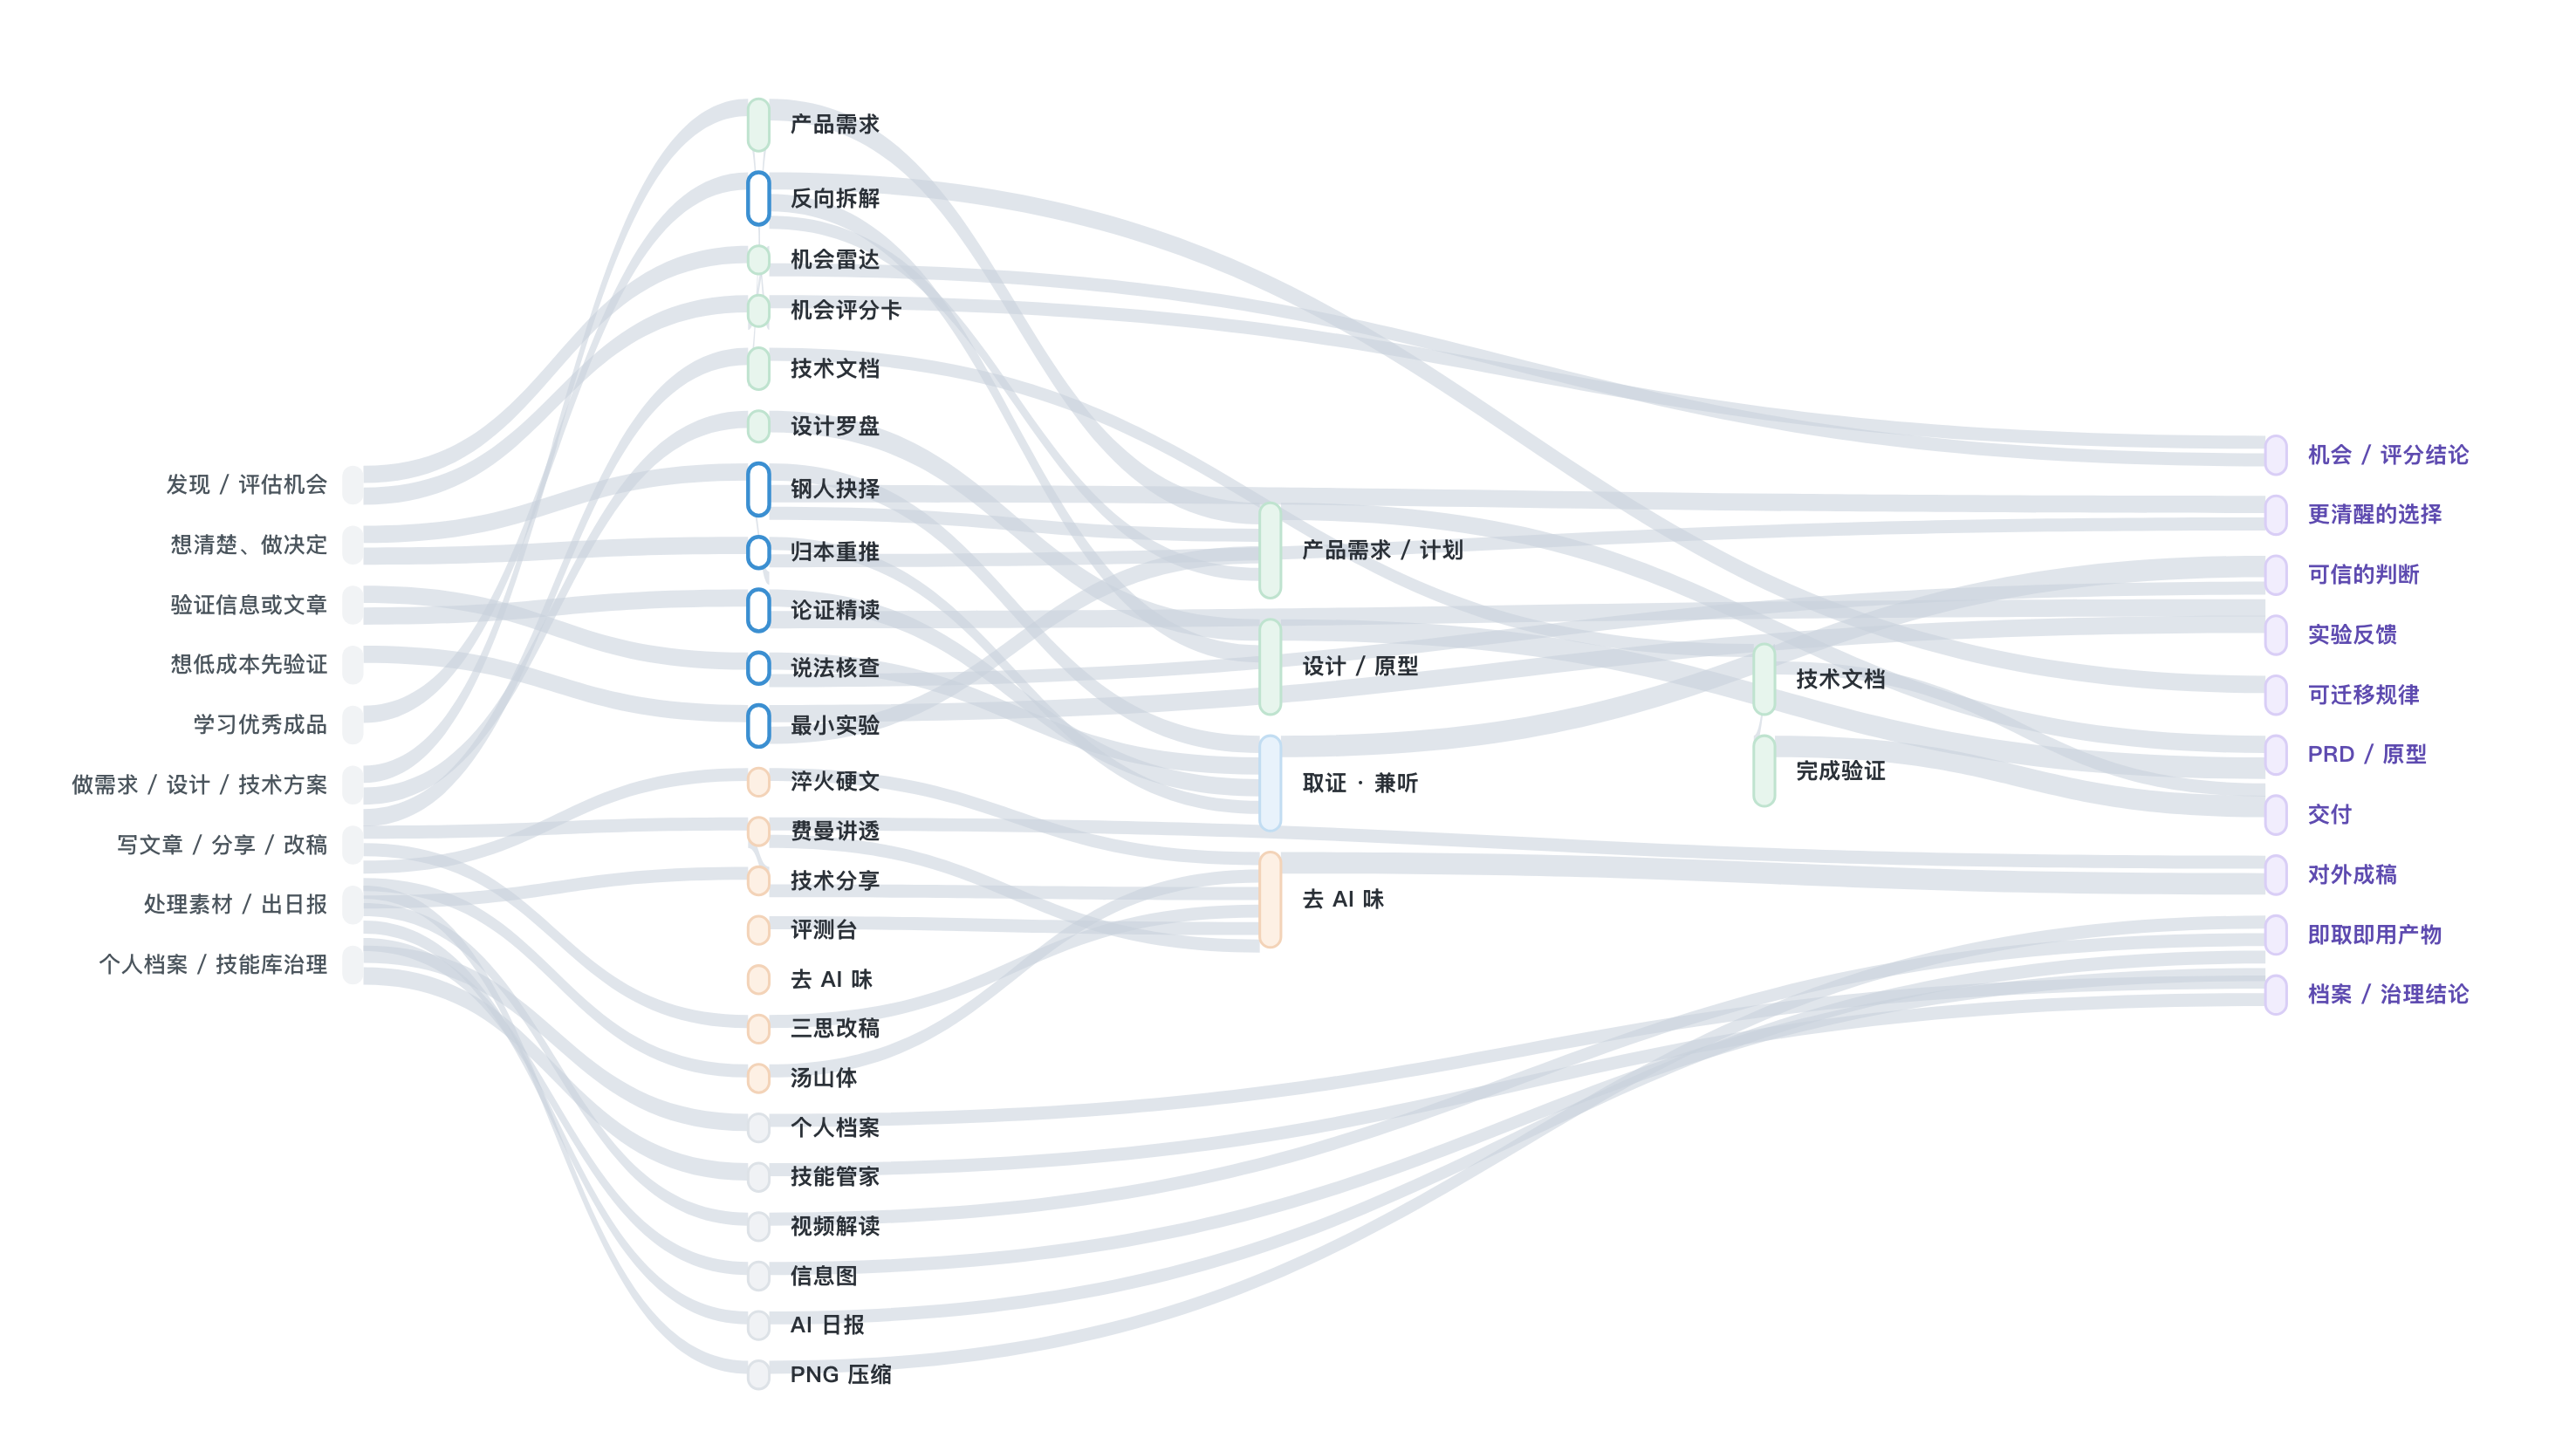 发现 / 评估机会
想清楚、做决定
验证信息或文章
想低成本先验证
学习优秀成品
做需求 / 设计 / 技术方案
写文章 / 分享 / 改稿
处理素材 / 出日报
个人档案 / 技能库治理
产品需求
反向拆解
机会雷达
机会评分卡
技术文档
设计罗盘
钢人抉择
归本重推
论证精读
说法核查
最小实验
淬火硬文
费曼讲透
技术分享
评测台
去 AI 味
三思改稿
汤山体
个人档案
技能管家
视频解读
信息图
AI 日报
PNG 压缩
产品需求 / 计划
设计 / 原型
取证 · 兼听
去 AI 味
技术文档
完成验证
机会 / 评分结论
更清醒的选择
可信的判断
实验反馈
可迁移规律
PRD / 原型
交付
对外成稿
即取即用产物
档案 / 治理结论